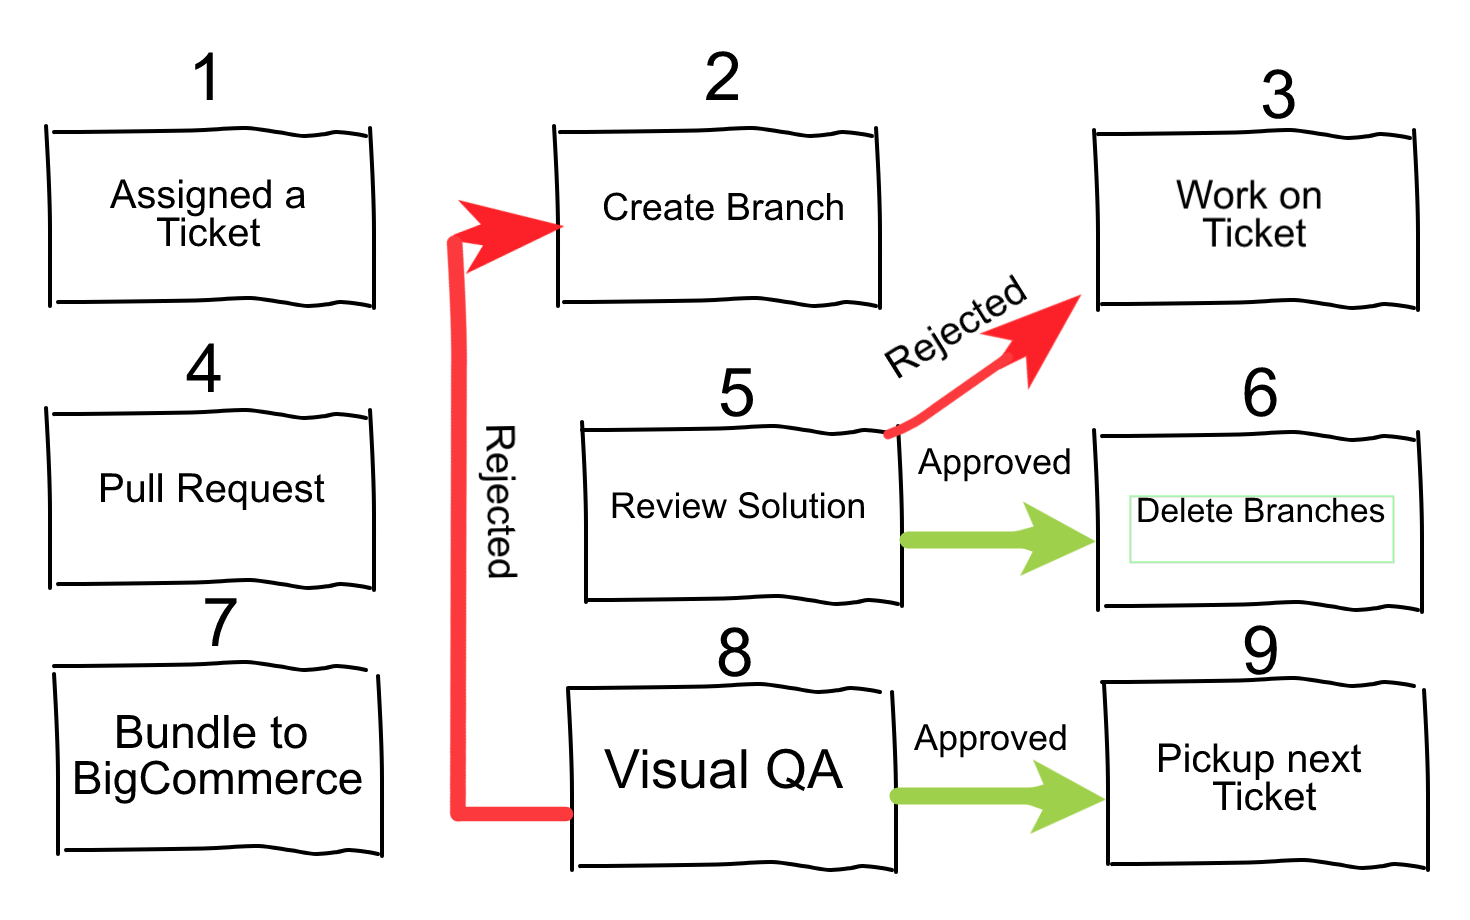 1
2
3
Assigned a
Ticket
Create Branch
Work on
Ticket
Rejected
4
5
6
Pull Request
Rejected
Review Solution
Approved
Delete Branches
7
8
9
Bundle to
BigCommerce
Visual QA
Approved
Pickup next
Ticket